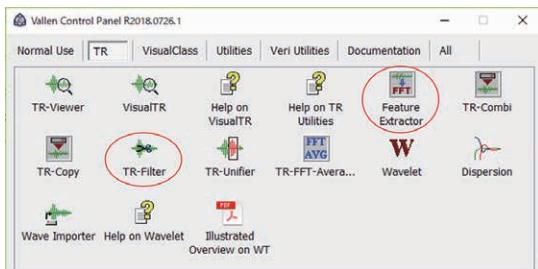 Vallen Control Panel R2018.0726.1
Normal Use TR VisualClass Utilities Veri Utilities Documentation All
TR-Viewer VisualTR Help on VisualTR Help on TR Utilities FFT Feature Extractor TR-Combi
TR-Copy TR-Filter TR-Unifier FFT AVG TR-FFT-Avera... W Wavelet Dispersion
Wave Importer Help on Wavelet PDF Illustrated Overview on WT